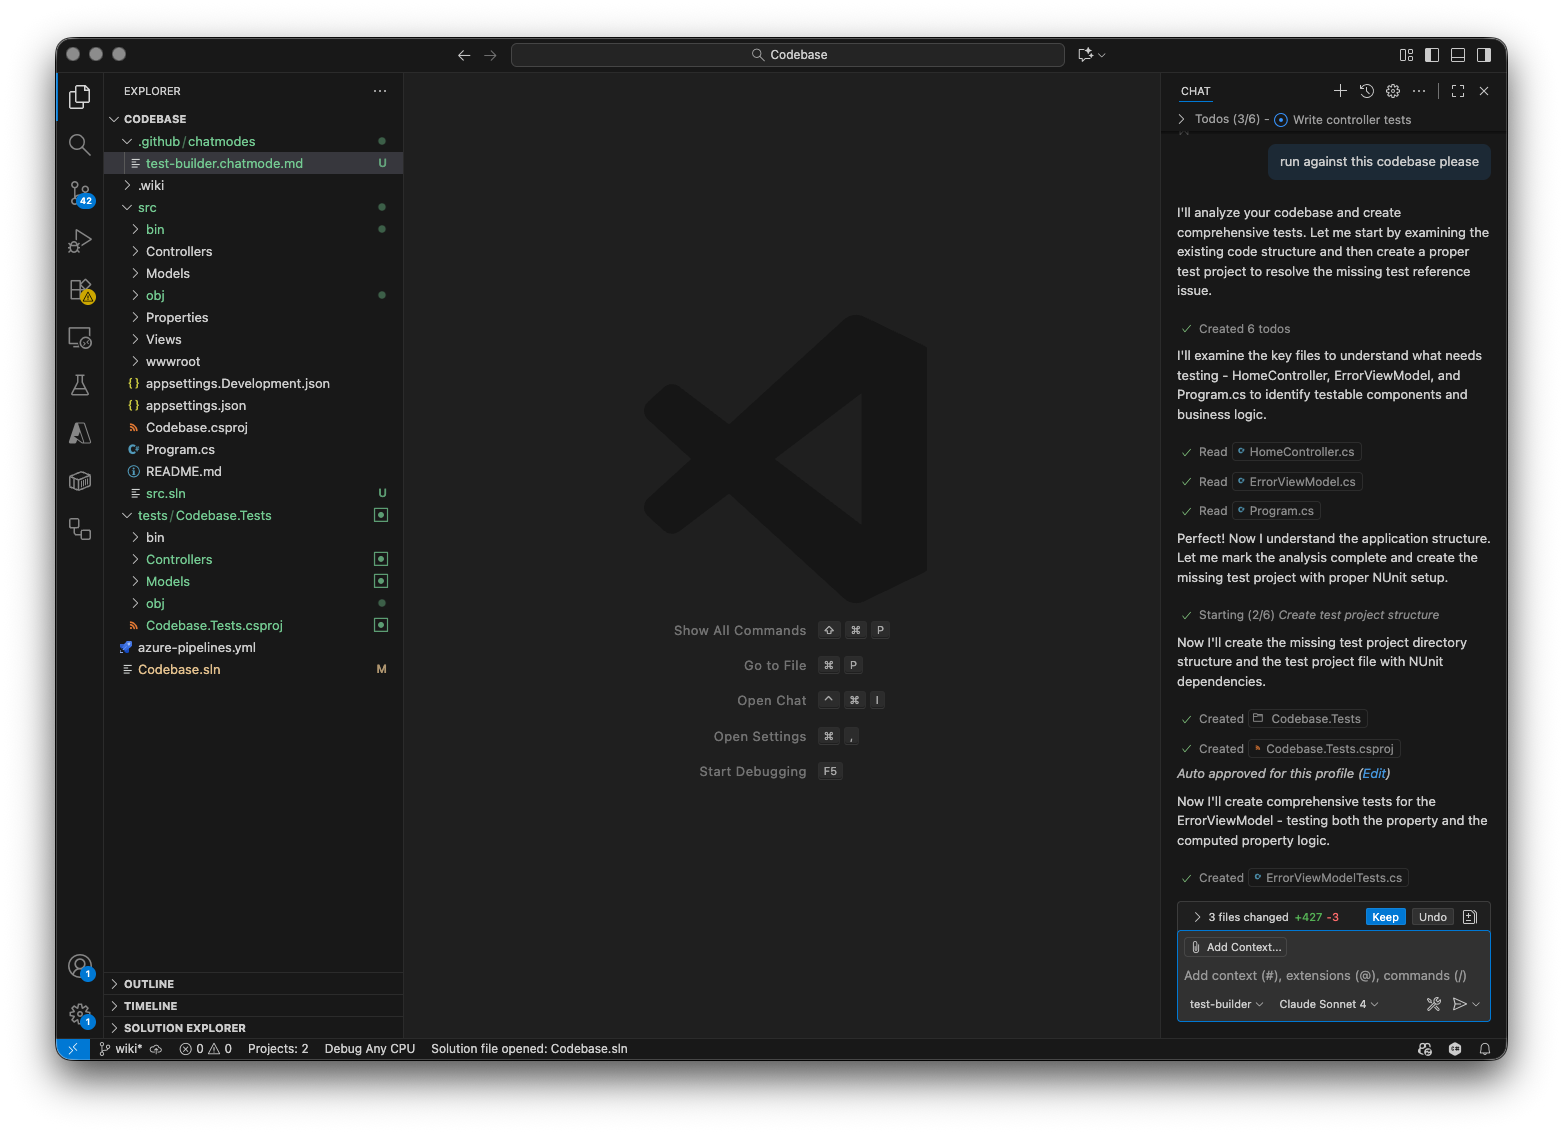 Codebase
EXPLORER
CODEBASE
.github/chatmodes
test-builder.chatmode.md U
.wiki
src
bin
Controllers
Models
obj
Properties
Views
wwwroot
{} appsettings.Development.json
{} appsettings.json
Codebase.csproj
C# Program.cs
README.md
src.sln U
tests/Codebase.Tests
bin
Controllers
Models
obj
Codebase.Tests.csproj
azure-pipelines.yml
Codebase.sln M
OUTLINE
TIMELINE
SOLUTION EXPLORER
42
1
1
Show All Commands ⇧ ⌘ P
Go to File ⌘ P
Open Chat ^ ⌘ I
Open Settings ⌘ ,
Start Debugging F5
CHAT
Todos (3/6) - Write controller tests
run against this codebase please
I'll analyze your codebase and create
comprehensive tests. Let me start by examining the
existing code structure and then create a proper
test project to resolve the missing test reference
issue.
Created 6 todos
I'll examine the key files to understand what needs
testing - HomeController, ErrorViewModel, and
Program.cs to identify testable components and
business logic.
Read HomeController.cs
Read ErrorViewModel.cs
Read Program.cs
Perfect! Now I understand the application structure.
Let me mark the analysis complete and create the
missing test project with proper NUnit setup.
Starting (2/6) Create test project structure
Now I'll create the missing test project directory
structure and the test project file with NUnit
dependencies.
Created Codebase.Tests
Created Codebase.Tests.csproj
Auto approved for this profile (Edit)
Now I'll create comprehensive tests for the
ErrorViewModel - testing both the property and the
computed property logic.
Created ErrorViewModelTests.cs
3 files changed +427 -3 Keep Undo
Add Context...
Add context (#), extensions (@), commands (/)
test-builder Claude Sonnet 4
wiki* 0 0 Projects: 2 Debug Any CPU Solution file opened: Codebase.sln